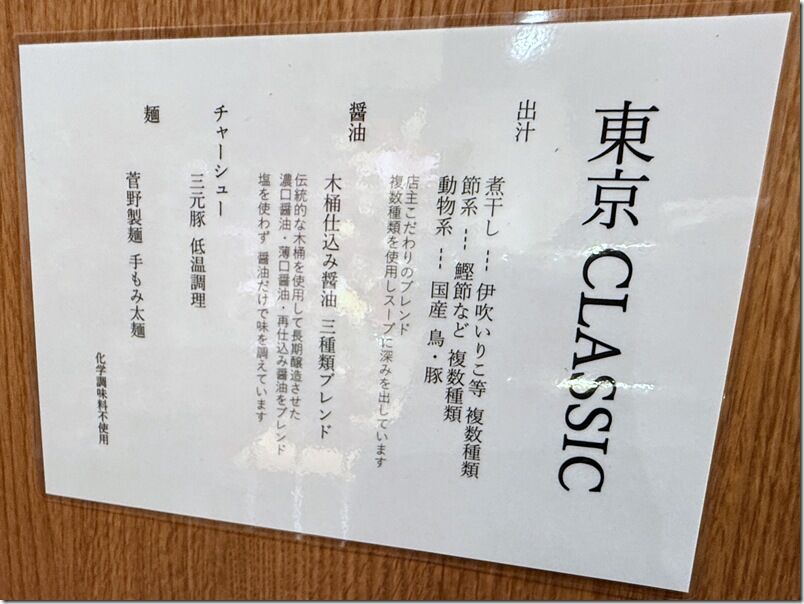 東京 CLASSIC
出汁
煮干し --- 伊吹いりこ等 複数種類
節系 --- 鰹節など 複数種類
動物系 --- 国産 鳥・豚
店主こだわりのブレンド
複数種類を使用しスープに深みを出しています
醤油
木桶仕込み醤油 三種類ブレンド
伝統的な木桶を使用して長期醸造させた
濃口醤油・薄口醤油・再仕込み醤油をブレンド
塩を使わず 醤油だけで味を調えています
チャーシュー
三元豚 低温調理
麺
菅野製麺 手もみ太麺
化学調味料不使用